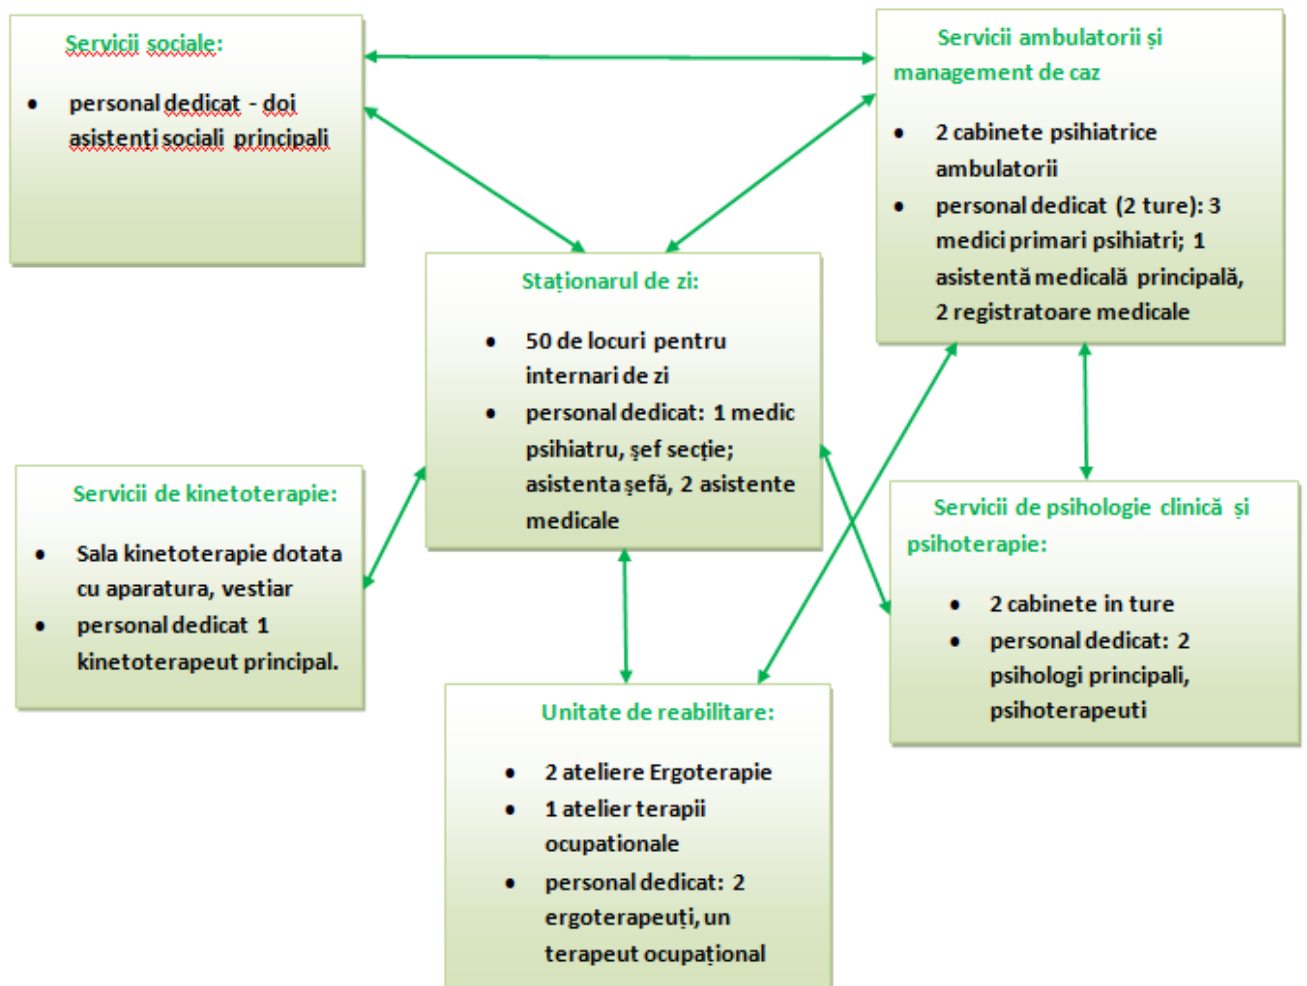 Servicii sociale:
• personal dedicat - doi
asistenți sociali principali
Servicii ambulatorii și
management de caz
• 2 cabinete psihiatrice
ambulatorii
• personal dedicat (2 ture): 3
medici primari psihiatri; 1
asistentă medicală principală,
2 registratoare medicale
Staționarul de zi:
• 50 de locuri pentru
internari de zi
• personal dedicat: 1 medic
psihiatru, șef secție;
asistenta șefă, 2 asistente
medicale
Servicii de kinetoterapie:
• Sala kinetoterapie dotata
cu aparatura, vestiar
• personal dedicat 1
kinetoterapeut principal.
Servicii de psihologie clinică și
psihoterapie:
• 2 cabinete in ture
• personal dedicat: 2
psihologi principali,
psihoterapeuti
Unitate de reabilitare:
• 2 ateliere Ergoterapie
• 1 atelier terapii
ocupationale
• personal dedicat: 2
ergoterapeuți, un
terapeut ocupațional